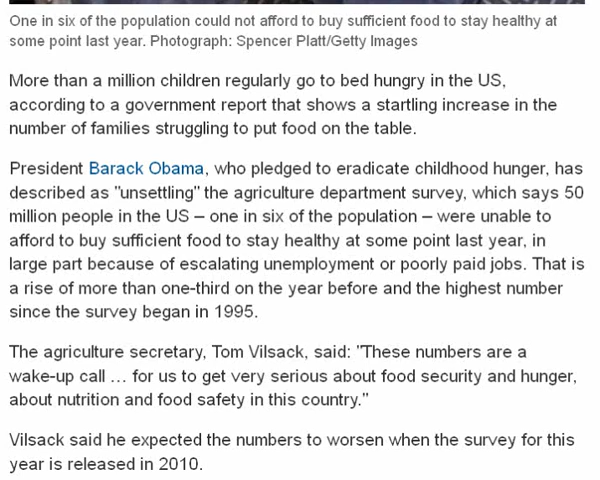 One in six of the population could not afford to buy sufficient food to stay healthy at
some point last year. Photograph: Spencer Platt/Getty Images
More than a million children regularly go to bed hungry in the US,
according to a government report that shows a startling increase in the
number of families struggling to put food on the table.
President Barack Obama, who pledged to eradicate childhood hunger, has
described as "unsettling" the agriculture department survey, which says 50
million people in the US – one in six of the population – were unable to
afford to buy sufficient food to stay healthy at some point last year, in
large part because of escalating unemployment or poorly paid jobs. That is
a rise of more than one-third on the year before and the highest number
since the survey began in 1995.
The agriculture secretary, Tom Vilsack, said: "These numbers are a
wake-up call … for us to get very serious about food security and hunger,
about nutrition and food safety in this country."
Vilsack said he expected the numbers to worsen when the survey for this
year is released in 2010.